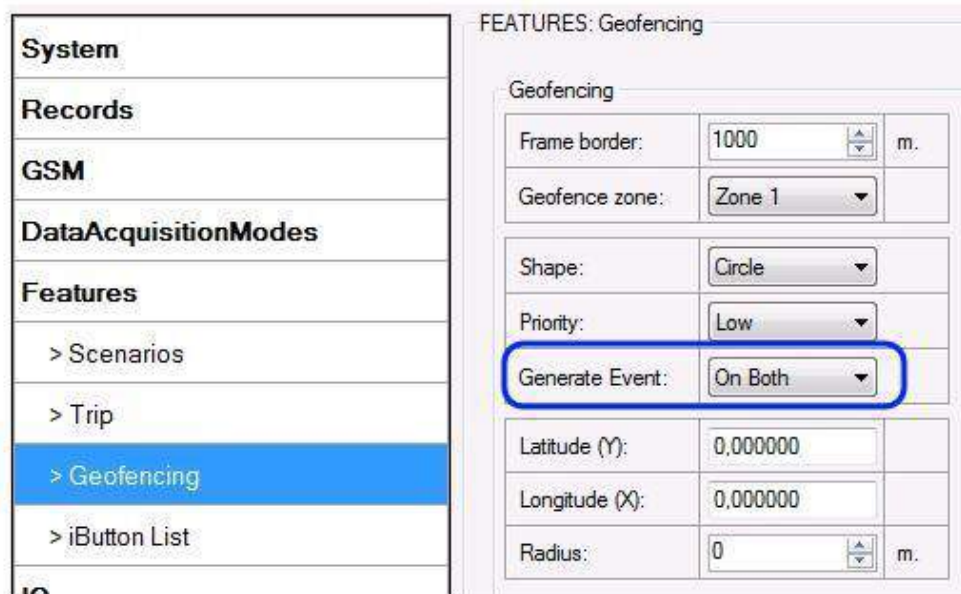 System
Records
GSM
DataAcquisitionModes
Features
> Scenarios
> Trip
> Geofencing
> iButton List
FEATURES: Geofencing
Geofencing
Frame border: 1000 m.
Geofence zone: Zone 1
Shape: Circle
Priority: Low
Generate Event: On Both
Latitude (Y): 0,000000
Longitude (X): 0,000000
Radius: 0 m.